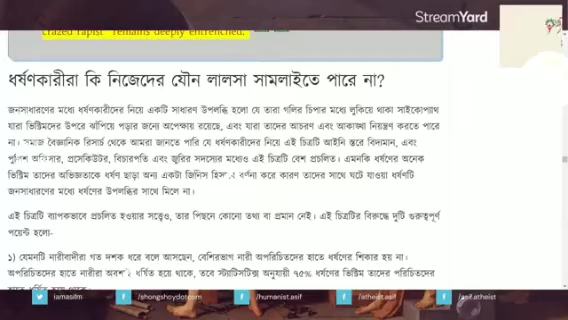 StreamYard
crazed rapist" remains deeply entrenched.
ধর্ষণকারীরা কি নিজেদের যৌন লালসা সামলাইতে পারে না?
জনসাধারণের মধ্যে ধর্ষণকারীদের নিয়ে একটি সাধারণ উপলব্ধি হলো যে তারা গলির চিপার মধ্যে লুকিয়ে থাকা সাইকোপ্যাথ
যারা ভিক্টিমদের উপরে ঝাঁপিয়ে পড়ার জন্যে অপেক্ষায় রয়েছে, এবং যারা তাদের আচরণ এবং আকাঙ্খা নিয়ন্ত্রণ করতে পারে
না। সমাজ বৈজ্ঞানিক রিসার্চ থেকে আমরা জানতে পারি যে ধর্ষণকারীদের নিয়ে এই চিত্রটি আইনি স্তরে বিদ্যমান, এবং
পুলিশ অফিসার, প্রসেকিউটর, বিচারপতি এবং জুরির সদস্যের মধ্যেও এই চিত্রটি বেশ প্রচলিত। এমনকি ধর্ষণের অনেক
ভিক্টিম তাদের অভিজ্ঞতাকে ধর্ষণ ছাড়া অন্য একটা জিনিস হিসাবে বর্ণনা করে কারণ তাদের সাথে ঘটে যাওয়া ধর্ষণটি
জনসাধারণের মধ্যে ধর্ষণের উপলব্ধির সাথে মিলে না।
এই চিত্রটি ব্যাপকভাবে প্রচলিত হওয়ার সত্ত্বেও, তার পিছনে কোনো তথ্য বা প্রমান নেই। এই চিত্রটির বিরুদ্ধে দুটি গুরুত্বপূর্ণ
পয়েন্ট হলো-
১) যেমনটি নারীবাদীরা গত দশক ধরে বলে আসছেন, বেশিরভাগ নারী অপরিচিতদের হাতে ধর্ষণের শিকার হয় না।
অপরিচিতদের হাতে নারীরা অবশ্যই ধর্ষিত হয়ে থাকে, তবে স্ট্যাটিসটিক্স অনুযায়ী ৭৫% ধর্ষণের ভিক্টিম তাদের পরিচিতদের
হাতে ধর্ষিত হয়ে থাকে।
iamasifm /shongshoydotcom /humanist.asif /atheist.asif /asif.atheist